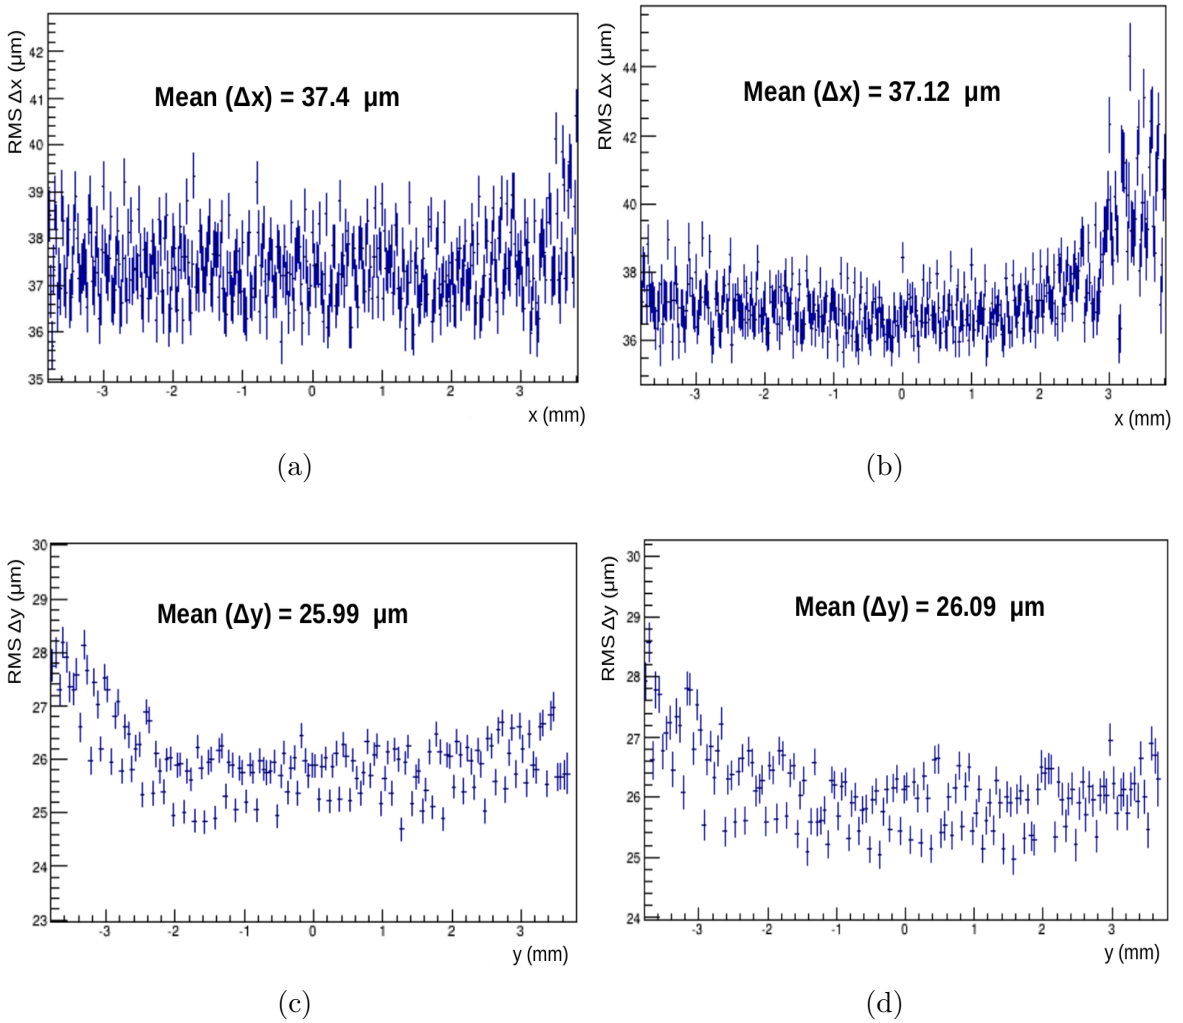 RMS Δx (μm)
42
41
40
39
38
37
36
35
Mean (Δx) = 37.4 μm
-3 -2 -1 0 1 2 3
x (mm)
(a)
RMS Δx (μm)
44
42
40
38
36
Mean (Δx) = 37.12 μm
-3 -2 -1 0 1 2 3
x (mm)
(b)
RMS Δy (μm)
30
29
28
27
26
25
24
23
Mean (Δy) = 25.99 μm
-3 -2 -1 0 1 2 3
y (mm)
(c)
RMS Δy (μm)
30
29
28
27
26
25
24
Mean (Δy) = 26.09 μm
-3 -2 -1 0 1 2 3
y (mm)
(d)